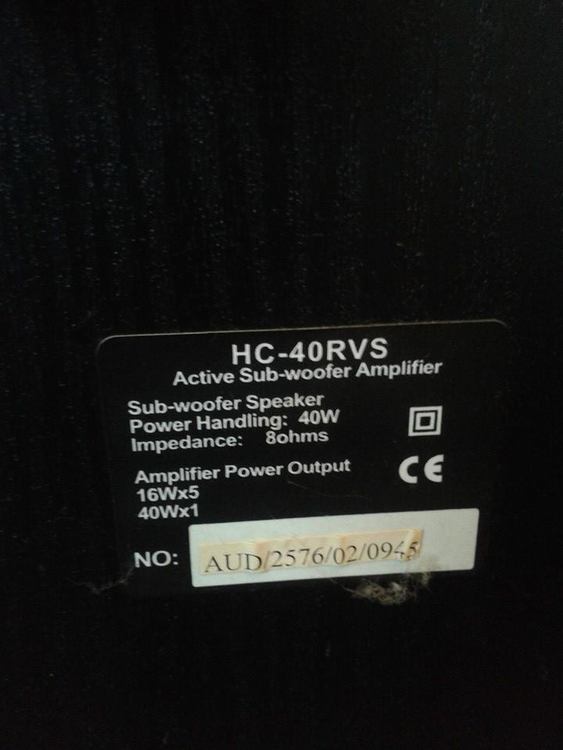 HC-40RVS
Active Sub-woofer Amplifier
Sub-woofer Speaker
Power Handling: 40W
Impedance: 8ohms
Amplifier Power Output
16Wx5
40Wx1
CE
NO: AUD/2576/02/0945